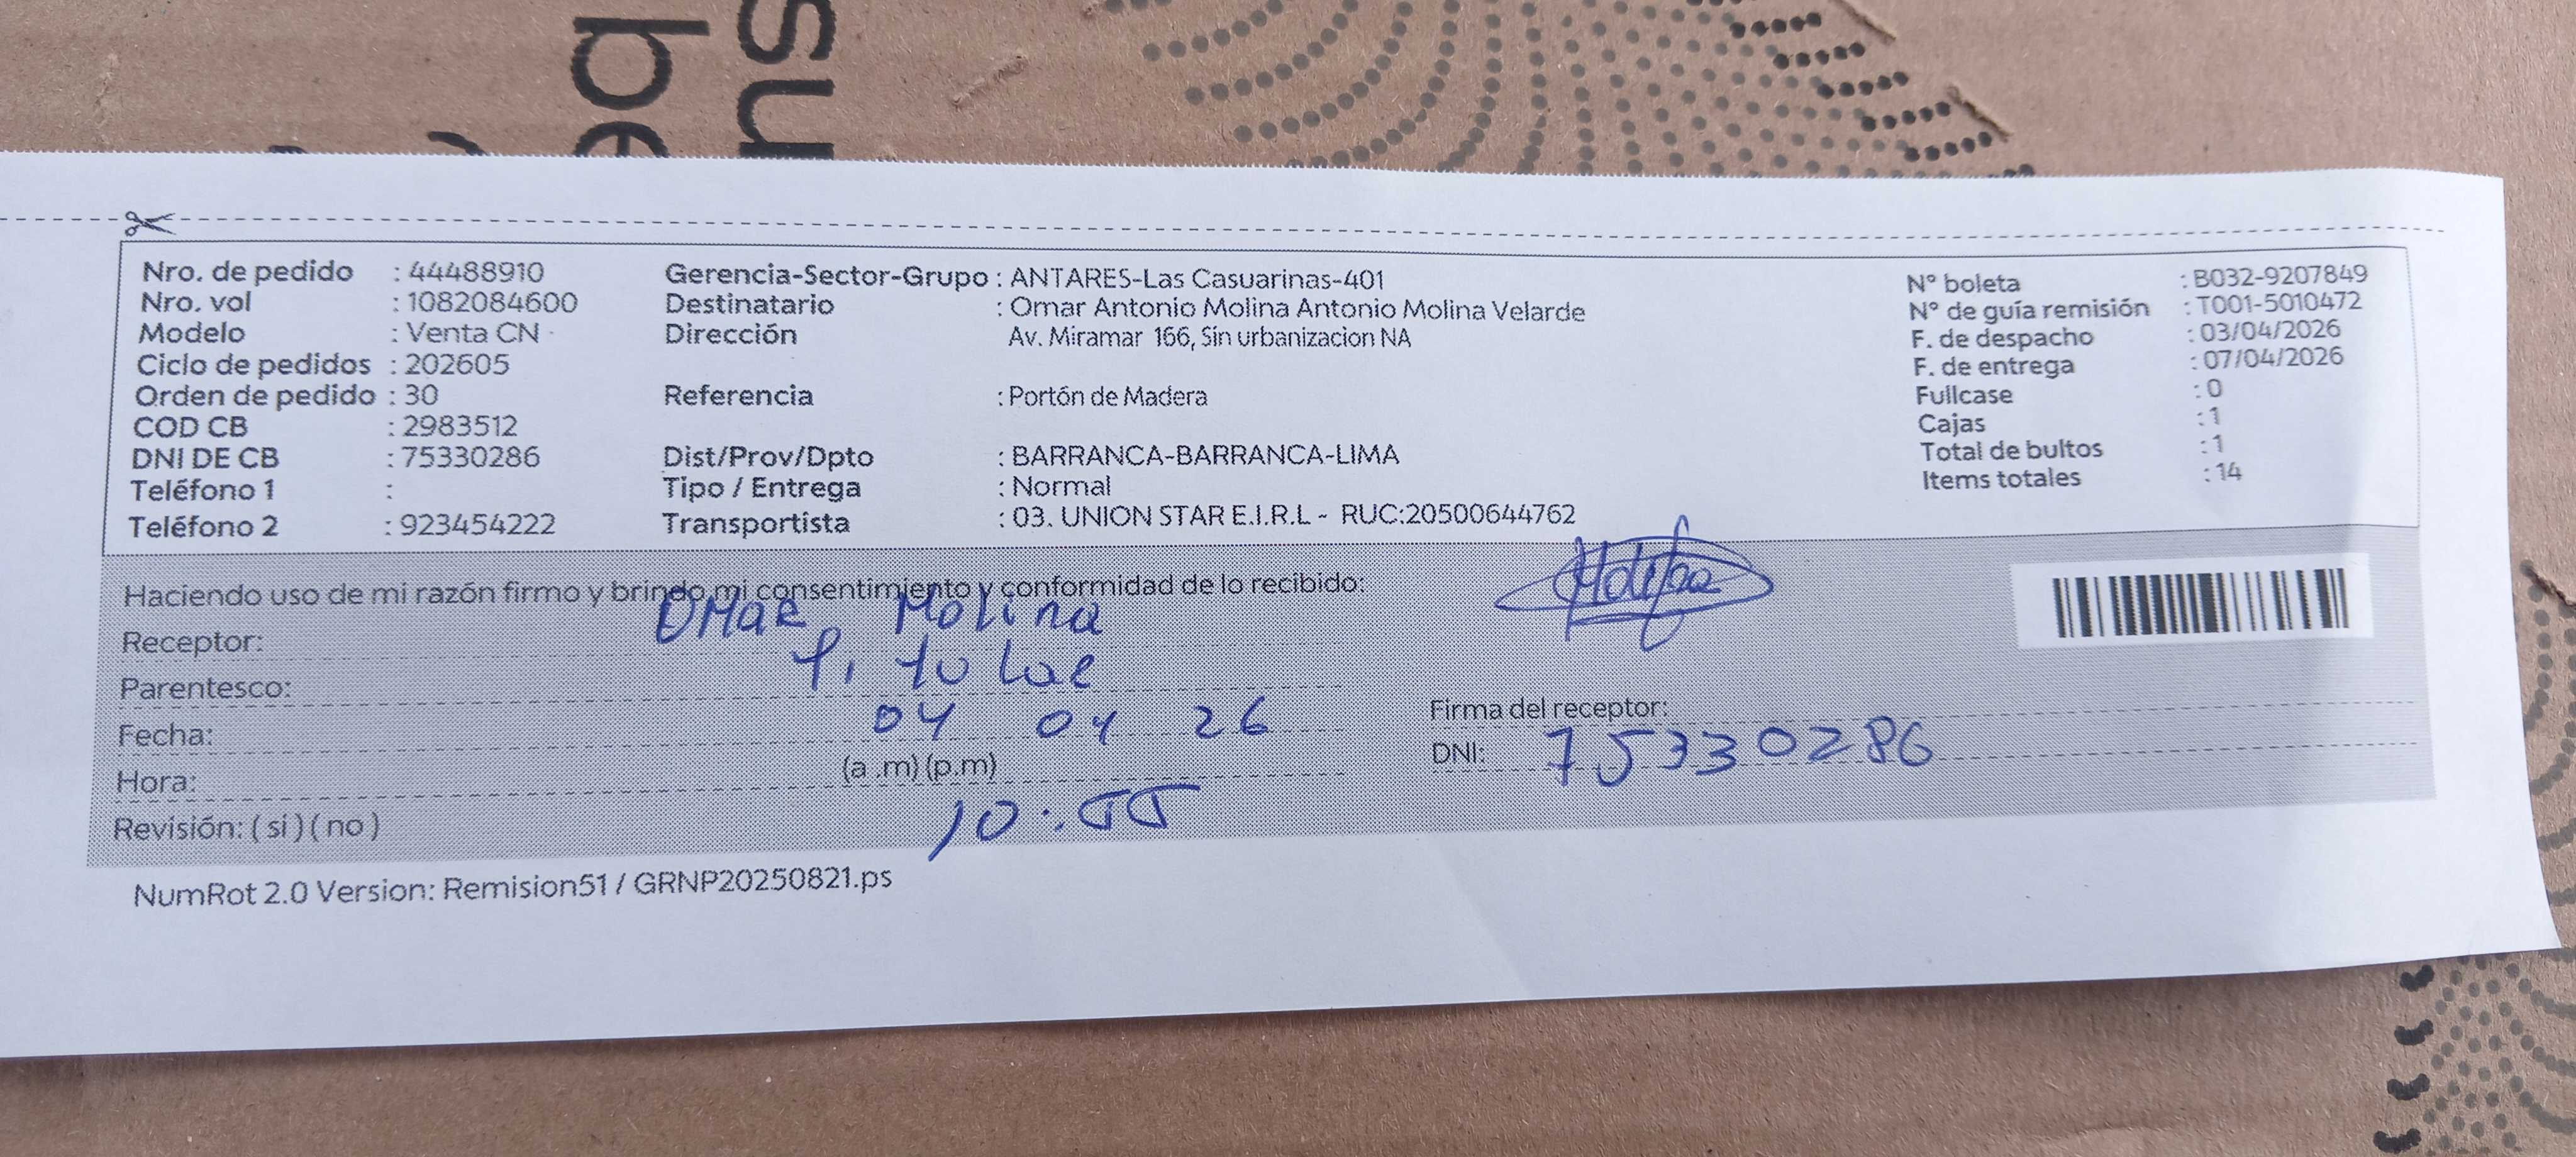 Nro. de pedido : 44488910
Nro. vol : 1082084600
Modelo : Venta CN
Ciclo de pedidos : 202605
Orden de pedido : 30
COD CB : 2983512
DNI DE CB : 75330286
Teléfono 1 :
Teléfono 2 : 923454222
Gerencia-Sector-Grupo : ANTARES-Las Casuarinas-401
Destinatario : Omar Antonio Molina Antonio Molina Velarde
Dirección Av. Miramar 166, Sin urbanizacion NA
Referencia : Portón de Madera
Dist/Prov/Dpto : BARRANCA-BARRANCA-LIMA
Tipo / Entrega : Normal
Transportista : 03. UNION STAR E.I.R.L - RUC:20500644762
N° boleta : B032-9207849
N° de guía remisión : T001-5010472
F. de despacho : 03/04/2026
F. de entrega : 07/04/2026
Fullcase : 0
Cajas : 1
Total de bultos : 1
Items totales : 14
Haciendo uso de mi razón firmo y brindo mi consentimiento y conformidad de lo recibido:
Receptor: OMAR Molina
Parentesco: Titular
Fecha: 04 04 26
Hora: (a .m) (p.m)
10:55
Revisión: ( si ) ( no )
Firma del receptor:
DNI: 75330286
NumRot 2.0 Version: Remision51 / GRNP20250821.ps